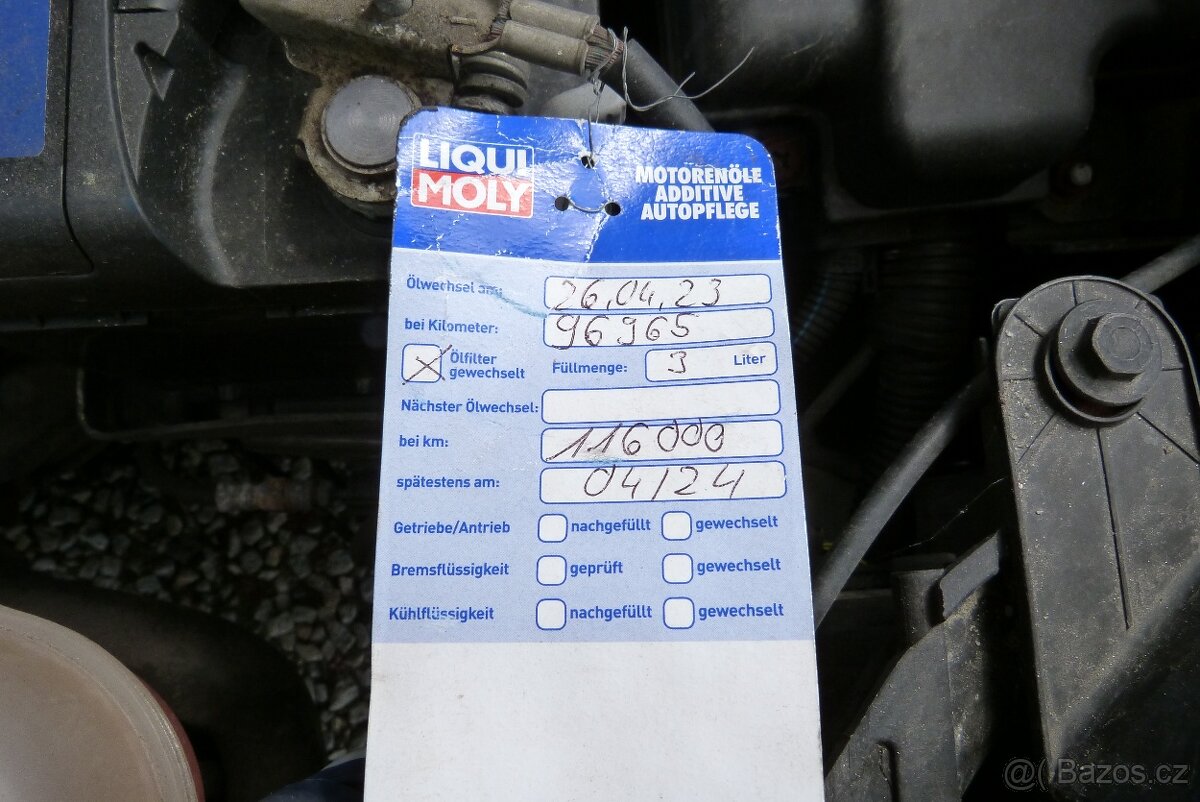 LIQUI
MOLY
MOTORENÖLE
ADDITIVE
AUTOPFLEGE
Ölwechsel am: 26.04.23
bei Kilometer: 96965
Ölfilter
gewechselt
Füllmenge: 3 Liter
Nächster Ölwechsel:
bei km: 116000
spätestens am: 04/24
Getriebe/Antrieb nachgefüllt gewechselt
Bremsflüssigkeit geprüft gewechselt
Kühlflüssigkeit nachgefüllt gewechselt
@( Bazos.cz